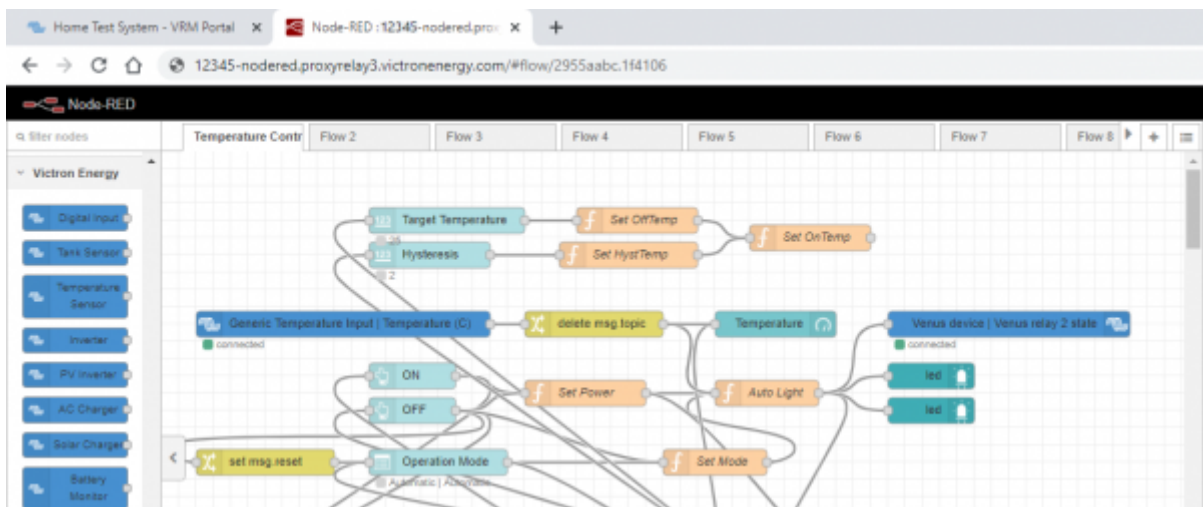 Home Test System - VRM Portal
Node-RED : 12345-nodered.prox
12345-nodered.proxyrelay3.victronenergy.com/#flow/2955aabc.1f4106
Node-RED
filter nodes
Temperature Contr
Flow 2
Flow 3
Flow 4
Flow 5
Flow 6
Flow 7
Flow 8
Victron Energy
Digital Input
Tank Sensor
Temperature
Sensor
Inverter
PV Inverter
AC Charger
Solar Charger
Battery
Monitor
Target Temperature
Set OffTemp
Set OnTemp
Hysteresis
Set HystTemp
2
Generic Temperature Input | Temperature (C)
connected
delete msg.topic
Temperature
Venus device | Venus relay 2 state
connected
ON
Set Power
Auto Light
led
OFF
led
set msg.reset
Operation Mode
Set Mode
Automatic | Automatic